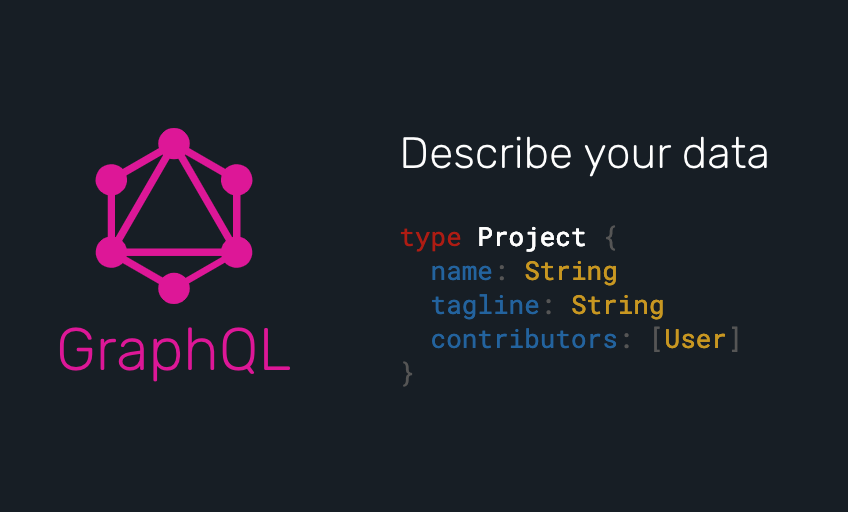 GraphQL
Describe your data
type Project {
  name: String
  tagline: String
  contributors: [User]
}